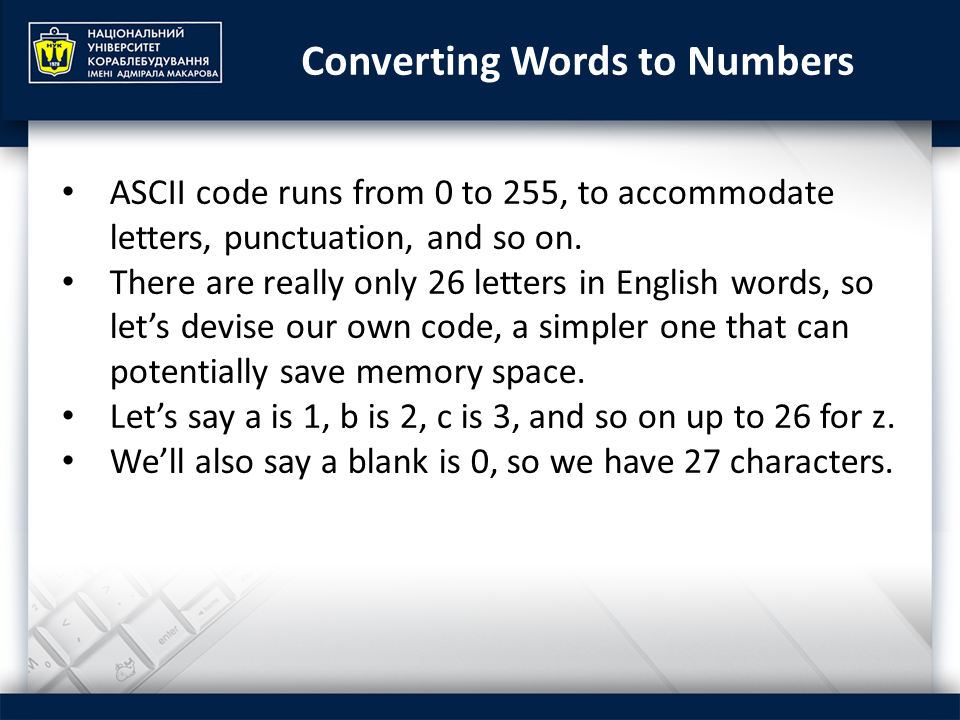 НАЦІОНАЛЬНИЙ
УНІВЕРСИТЕТ
КОРАБЛЕБУДУВАННЯ
ІМЕНІ АДМІРАЛА МАКАРОВА
НУК
1920
Converting Words to Numbers
• ASCII code runs from 0 to 255, to accommodate
letters, punctuation, and so on.
• There are really only 26 letters in English words, so
let’s devise our own code, a simpler one that can
potentially save memory space.
• Let’s say a is 1, b is 2, c is 3, and so on up to 26 for z.
• We’ll also say a blank is 0, so we have 27 characters.
enter